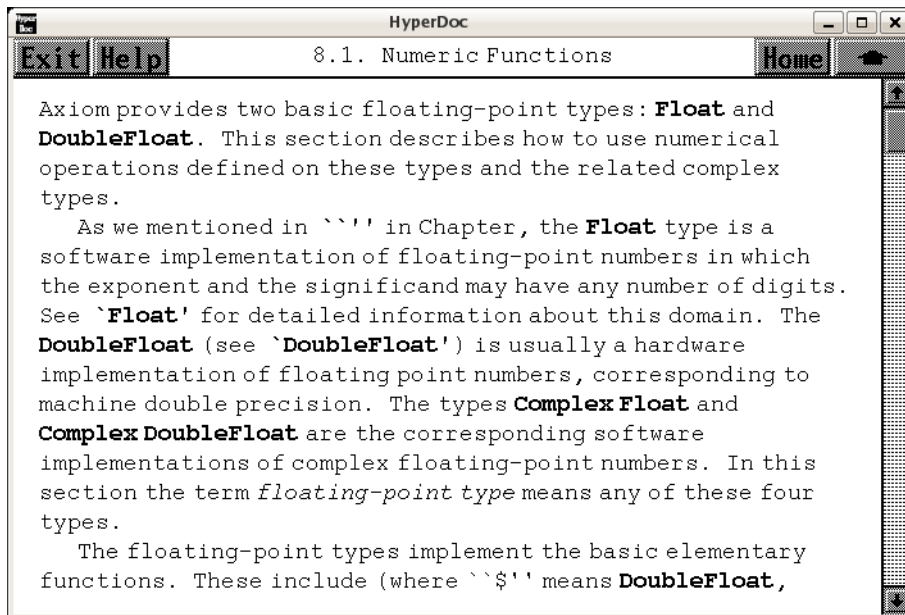 Hyper Doc
HyperDoc
Exit Help
8.1. Numeric Functions
Home
Axiom provides two basic floating-point types: Float and
DoubleFloat. This section describes how to use numerical
operations defined on these types and the related complex
types.
As we mentioned in ``'' in Chapter, the Float type is a
software implementation of floating-point numbers in which
the exponent and the significand may have any number of digits.
See `Float' for detailed information about this domain. The
DoubleFloat (see `DoubleFloat') is usually a hardware
implementation of floating point numbers, corresponding to
machine double precision. The types Complex Float and
Complex DoubleFloat are the corresponding software
implementations of complex floating-point numbers. In this
section the term floating-point type means any of these four
types.
The floating-point types implement the basic elementary
functions. These include (where ``$'' means DoubleFloat,